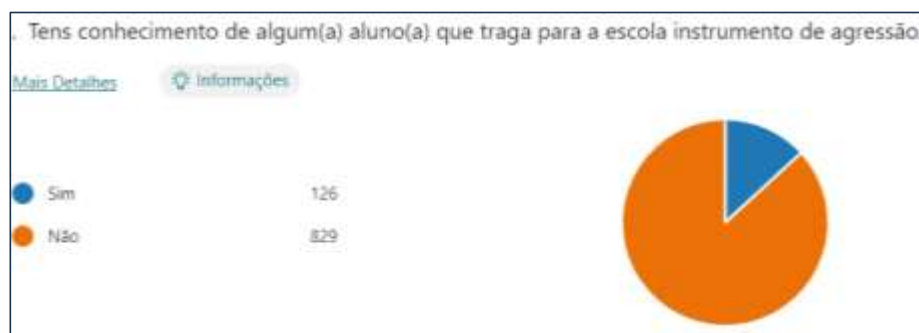 . Tens conhecimento de algum(a) aluno(a) que traga para a escola instrumento de agressão
Mais Detalhes Informações
Sim 126
Não 829